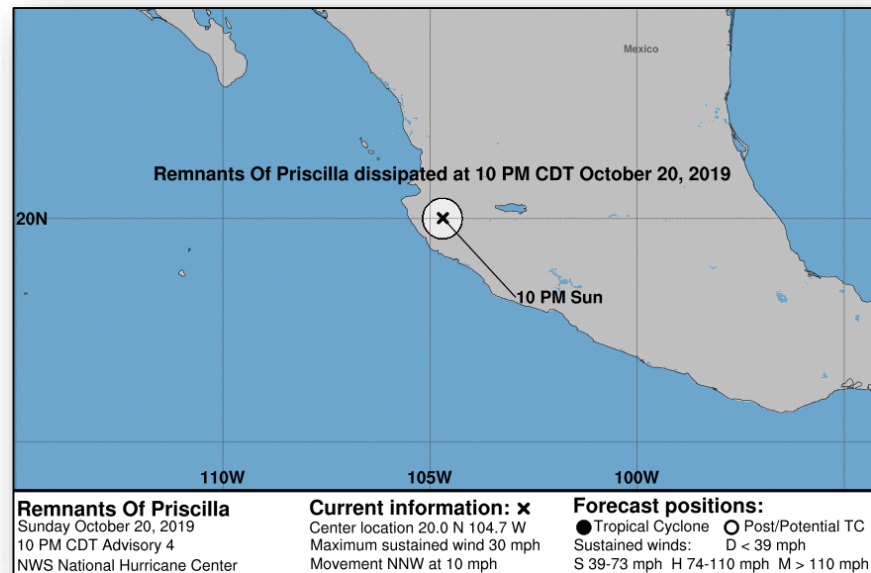 Mexico
Remnants Of Priscilla dissipated at 10 PM CDT October 20, 2019
20N
10 PM Sun
110W 105W 100W
Remnants Of Priscilla
Sunday October 20, 2019
10 PM CDT Advisory 4
NWS National Hurricane Center
Current information: ×
Center location 20.0 N 104.7 W
Maximum sustained wind 30 mph
Movement NNW at 10 mph
Forecast positions:
● Tropical Cyclone ○ Post/Potential TC
Sustained winds: D < 39 mph
S 39-73 mph H 74-110 mph M > 110 mph